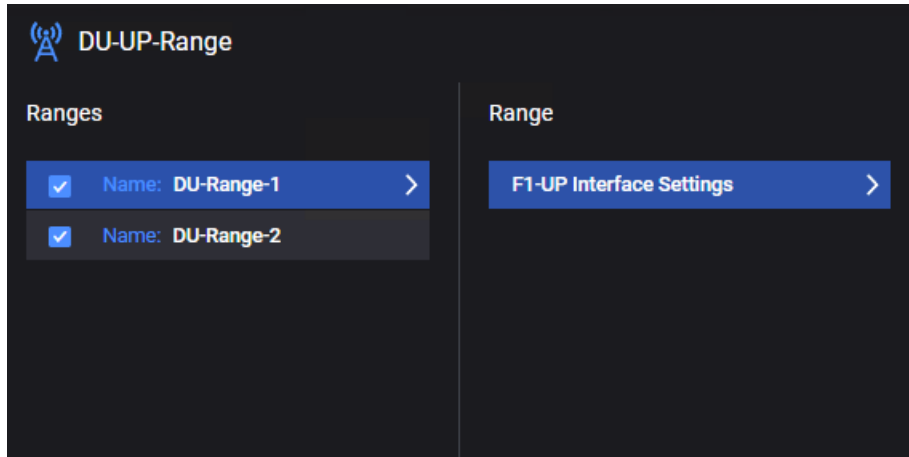 DU-UP-Range
Ranges
Name: DU-Range-1
Name: DU-Range-2
Range
F1-UP Interface Settings